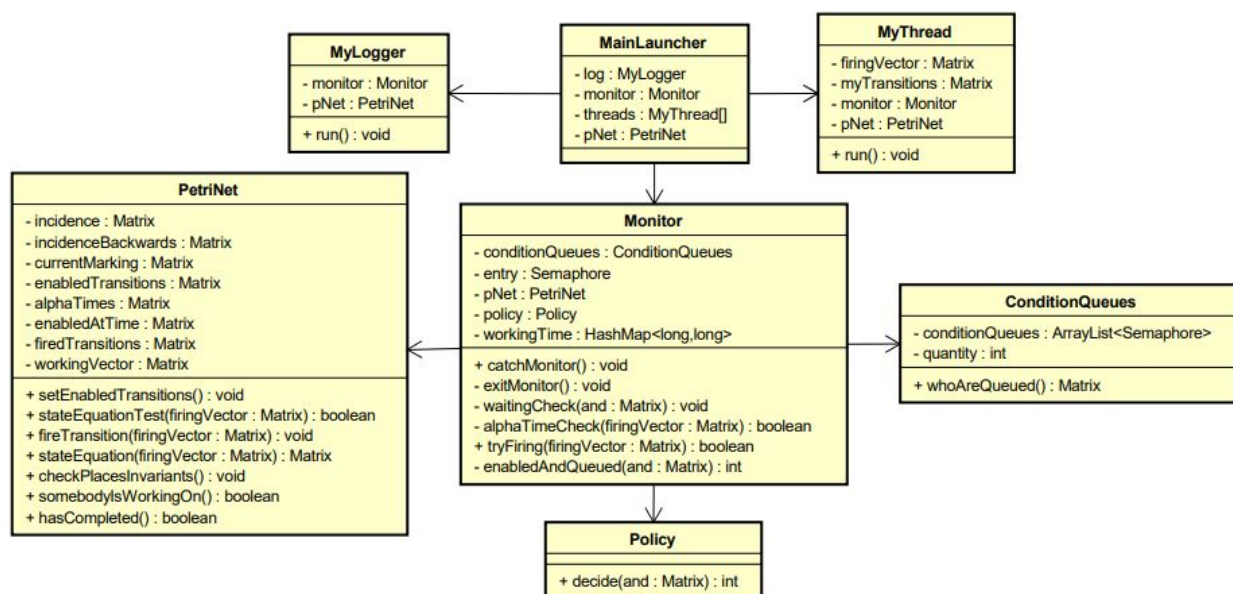 MyLogger
- monitor : Monitor
- pNet : PetriNet
+ run() : void
MainLauncher
- log : MyLogger
- monitor : Monitor
- threads : MyThread[]
- pNet : PetriNet
MyThread
- firingVector : Matrix
- myTransitions : Matrix
- monitor : Monitor
- pNet : PetriNet
+ run() : void
PetriNet
- incidence : Matrix
- incidenceBackwards : Matrix
- currentMarking : Matrix
- enabledTransitions : Matrix
- alphaTimes : Matrix
- enabledAtTime : Matrix
- firedTransitions : Matrix
- workingVector : Matrix
+ setEnabledTransitions() : void
+ stateEquationTest(firingVector : Matrix) : boolean
+ fireTransition(firingVector : Matrix) : void
+ stateEquation(firingVector : Matrix) : Matrix
+ checkPlacesInvariants() : void
+ somebodyIsWorkingOn() : boolean
+ hasCompleted() : boolean
Monitor
- conditionQueues : ConditionQueues
- entry : Semaphore
- pNet : PetriNet
- policy : Policy
- workingTime : HashMap<long,long>
+ catchMonitor() : void
- exitMonitor() : void
- waitingCheck(and : Matrix) : void
- alphaTimeCheck(firingVector : Matrix) : boolean
+ tryFiring(firingVector : Matrix) : boolean
- enabledAndQueued(and : Matrix) : int
ConditionQueues
- conditionQueues : ArrayList<Semaphore>
- quantity : int
+ whoAreQueued() : Matrix
Policy
+ decide(and : Matrix) : int